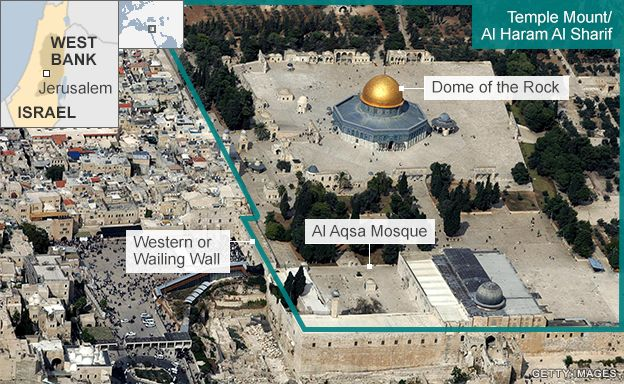 WEST
BANK
Jerusalem
ISRAEL
Temple Mount/
Al Haram Al Sharif
Dome of the Rock
Western or
Wailing Wall
Al Aqsa Mosque
GETTY IMAGES